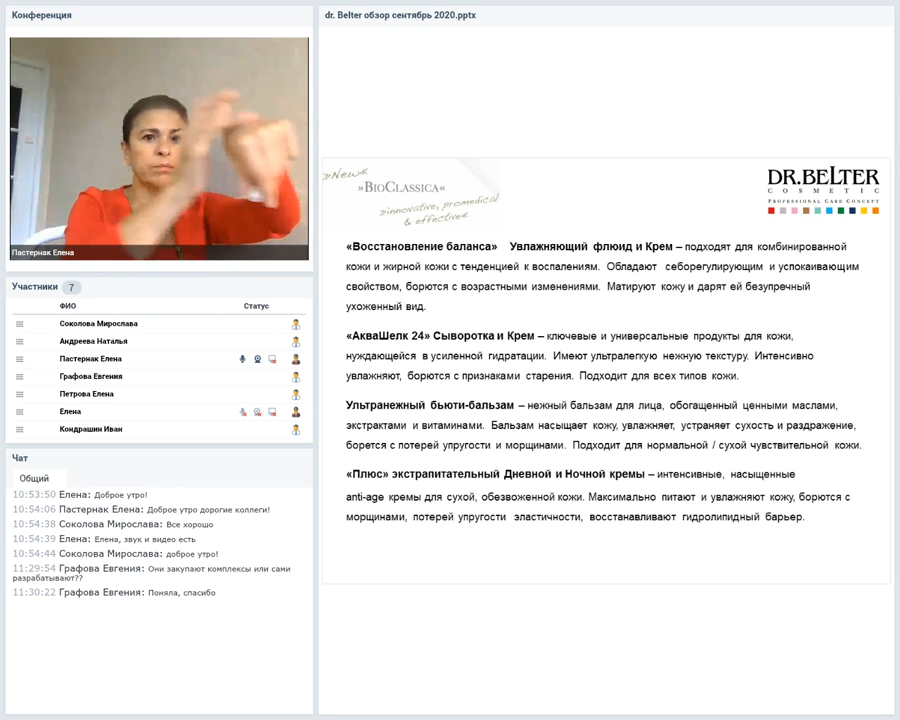 Конференция
Пастернак Елена
Участники 7
ФИО Статус
Соколова Мирослава
Андреева Наталья
Пастернак Елена
Графова Евгения
Петрова Елена
Елена
Кондрашин Иван
Чат
Общий
10:53:50 Елена: Доброе утро!
10:54:06 Пастернак Елена: Доброе утро дорогие коллеги!
10:54:38 Соколова Мирослава: Все хорошо
10:54:39 Елена: Елена, звук и видео есть
10:54:44 Соколова Мирослава: доброе утро!
11:29:54 Графова Евгения: Они закупают комплексы или сами
разрабатывают??
11:30:22 Графова Евгения: Поняла, спасибо
dr. Belter обзор сентябрь 2020.pptx
»New«
»BIOCLASSICA«
»innovative, promedical
& effective«
DR.BELTER
COSMETIC
PROFESSIONAL CARE CONCEPT
«Восстановление баланса» Увлажняющий флюид и Крем – подходят для комбинированной
кожи и жирной кожи с тенденцией к воспалениям. Обладают себорегулирующим и успокаивающим
свойством, борются с возрастными изменениями. Матируют кожу и дарят ей безупречный
ухоженный вид.
«АкваШелк 24» Сыворотка и Крем – ключевые и универсальные продукты для кожи,
нуждающейся в усиленной гидратации. Имеют ультралегкую нежную текстуру. Интенсивно
увлажняют, борются с признаками старения. Подходит для всех типов кожи.
Ультранежный бьюти-бальзам – нежный бальзам для лица, обогащенный ценными маслами,
экстрактами и витаминами. Бальзам насыщает кожу, увлажняет, устраняет сухость и раздражение,
борется с потерей упругости и морщинами. Подходит для нормальной / сухой чувствительной кожи.
«Плюс» экстрапитательный Дневной и Ночной кремы – интенсивные, насыщенные
anti-age кремы для сухой, обезвоженной кожи. Максимально питают и увлажняют кожу, борются с
морщинами, потерей упругости эластичности, восстанавливают гидролипидный барьер.